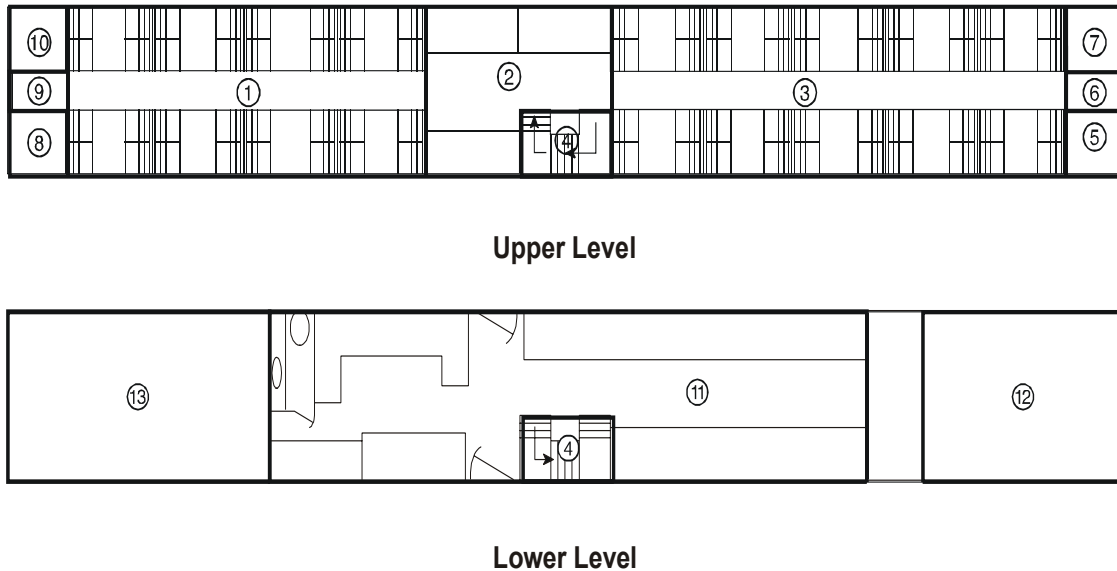 ⑩ ⑦
⑨ ① ② ③ ⑥
⑧ ④ ⑤
Upper Level
⑬ ⑪ ⑫
④
Lower Level